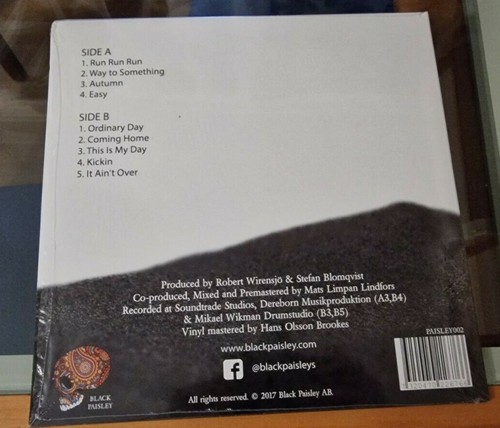 SIDE A
1. Run Run Run
2. Way to Something
3. Autumn
4. Easy
SIDE B
1. Ordinary Day
2. Coming Home
3. This Is My Day
4. Kickin
5. It Ain't Over
Produced by Robert Wirensjö & Stefan Blomqvist
Co-produced, Mixed and Premastered by Mats Limpan Lindfors
Recorded at Soundtrade Studios, Dereborn Musikproduktion (A3,B4)
& Mikael Wikman Drumstudio (B3,B5)
Vinyl mastered by Hans Olsson Brookes
www.blackpaisley.com
f @blackpaisleys
PAISLEY002
BLACK
PAISLEY
All rights reserved. © 2017 Black Paisley AB.